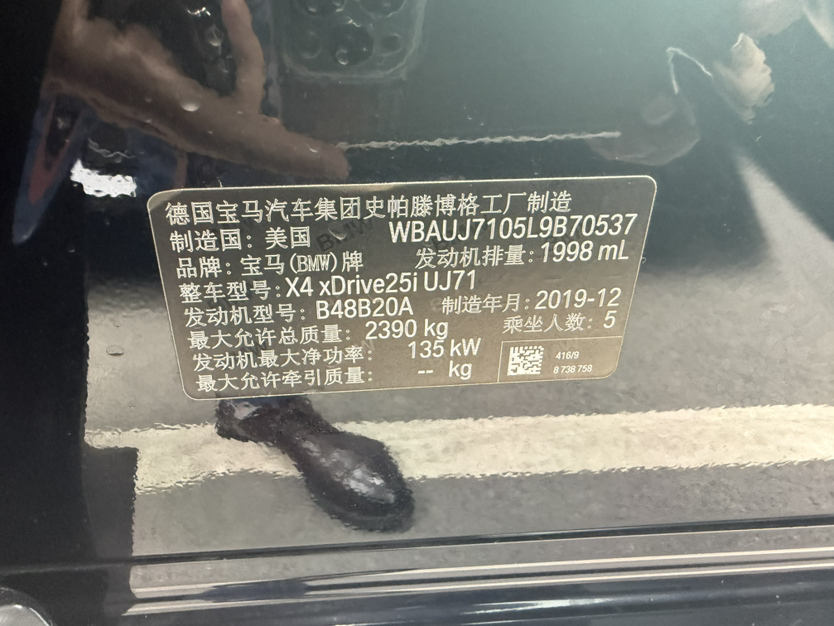 德国宝马汽车集团史帕滕博格工厂制造
制造国: 美国 WBAUJ7105L9B70537
品牌: 宝马(BMW)牌 发动机排量: 1998 mL
整车型号: X4 xDrive25i UJ71
发动机型号: B48B20A 制造年月: 2019-12
最大允许总质量: 2390 kg 乘坐人数: 5
发动机最大净功率: 135 kW
最大允许牵引质量: -- kg
416/9
8 738 758